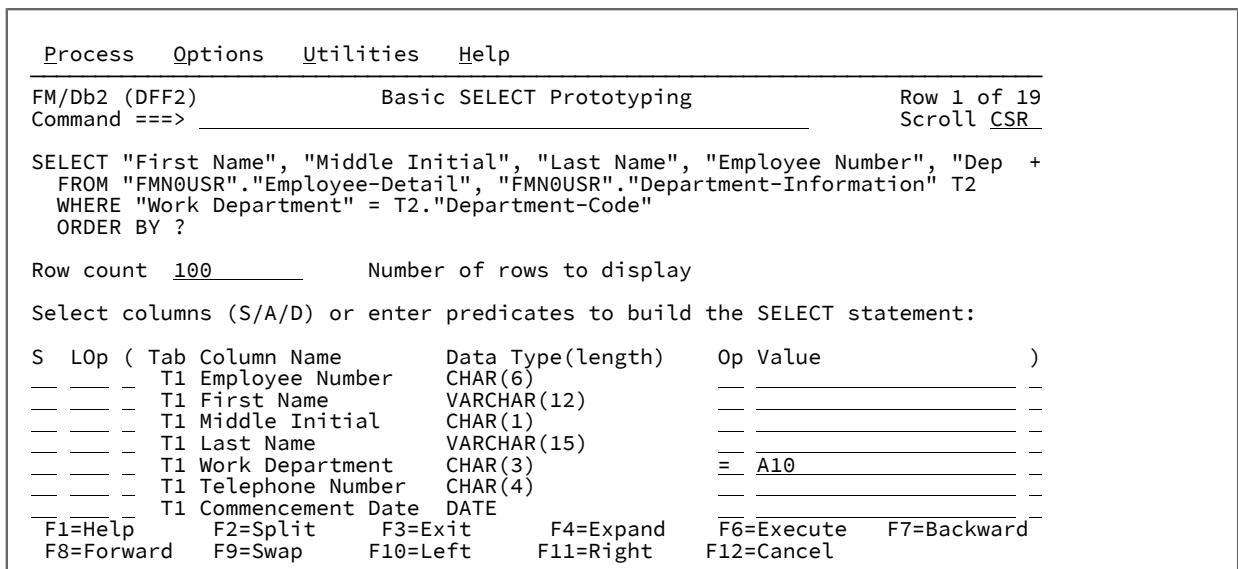 Process   Options   Utilities   Help
FM/Db2 (DFF2)                Basic SELECT Prototyping                Row 1 of 19
Command ===>                                                         Scroll CSR
SELECT "First Name", "Middle Initial", "Last Name", "Employee Number", "Dep  +
  FROM "FMN0USR"."Employee-Detail", "FMN0USR"."Department-Information" T2
  WHERE "Work Department" = T2."Department-Code"
  ORDER BY ?
Row count  100            Number of rows to display
Select columns (S/A/D) or enter predicates to build the SELECT statement:
S  LOp ( Tab Column Name        Data Type(length)    Op Value                )
T1 Employee Number    CHAR(6)
T1 First Name         VARCHAR(12)
T1 Middle Initial     CHAR(1)
T1 Last Name          VARCHAR(15)
T1 Work Department    CHAR(3)              =  A10
T1 Telephone Number   CHAR(4)
T1 Commencement Date  DATE
F1=Help      F2=Split     F3=Exit      F4=Expand    F6=Execute   F7=Backward
F8=Forward   F9=Swap     F10=Left     F11=Right    F12=Cancel